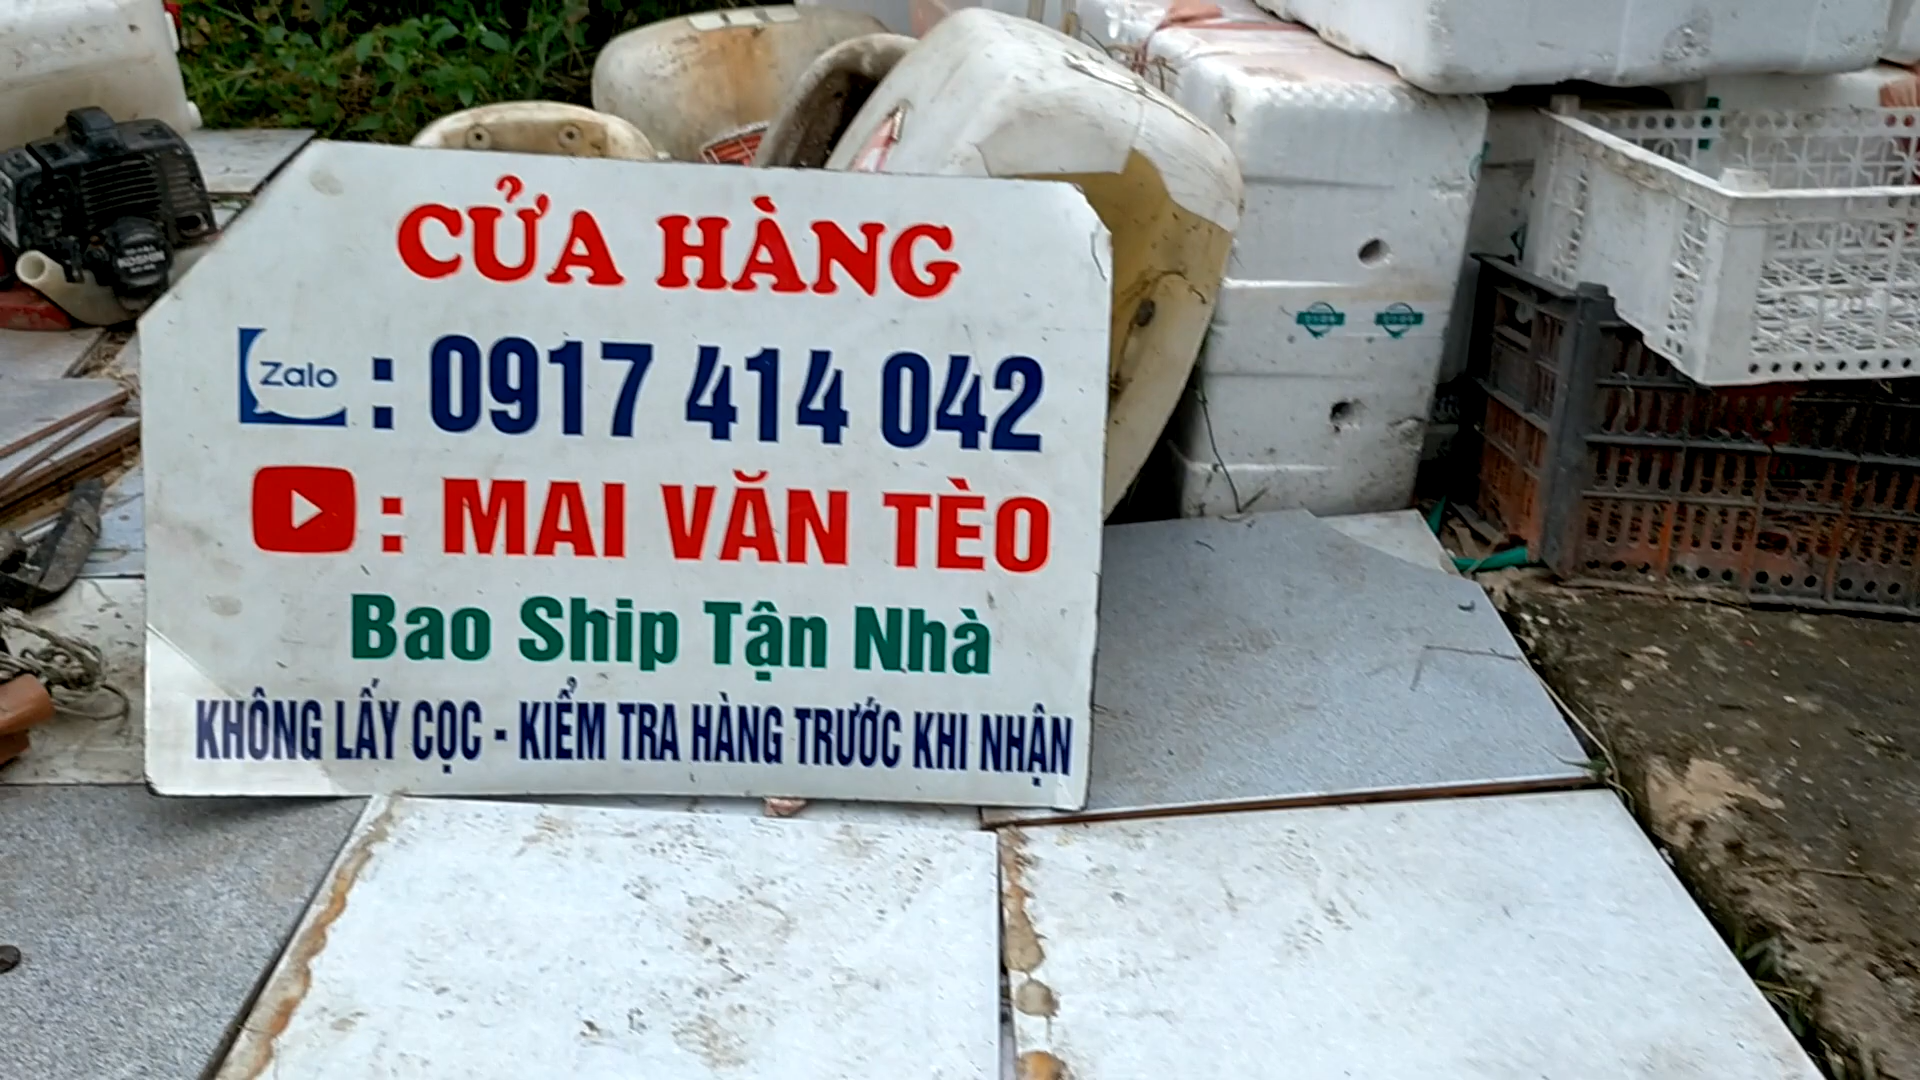 CỬA HÀNG
Zalo : 0917 414 042
: MAI VĂN TÈO
Bao Ship Tận Nhà
KHÔNG LẤY CỌC - KIỂM TRA HÀNG TRƯỚC KHI NHẬN